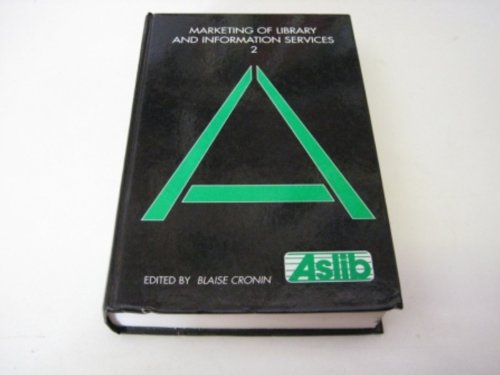 MARKETING OF LIBRARY
AND INFORMATION SERVICES
2
EDITED BY BLAISE CRONIN
Aslib